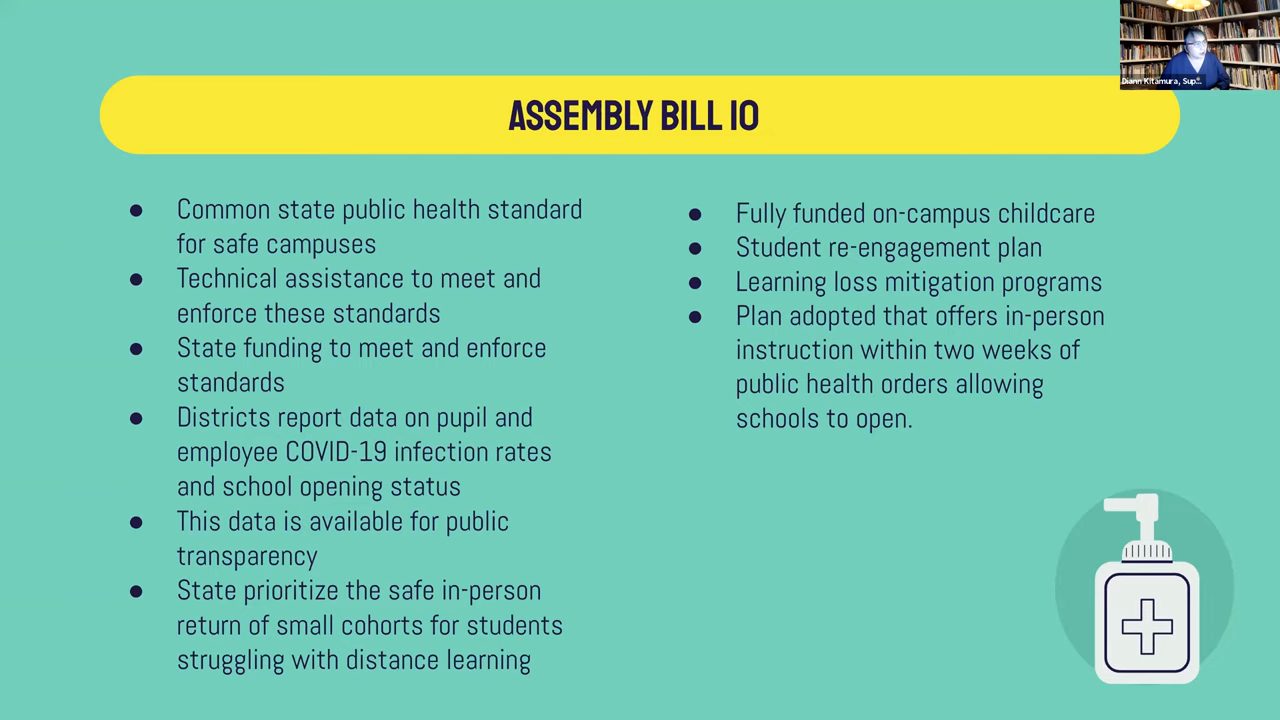 Diann Kitamura, Sup...
ASSEMBLY BILL 10
● Common state public health standard
for safe campuses
● Technical assistance to meet and
enforce these standards
● State funding to meet and enforce
standards
● Districts report data on pupil and
employee COVID-19 infection rates
and school opening status
● This data is available for public
transparency
● State prioritize the safe in-person
return of small cohorts for students
struggling with distance learning
● Fully funded on-campus childcare
● Student re-engagement plan
● Learning loss mitigation programs
● Plan adopted that offers in-person
instruction within two weeks of
public health orders allowing
schools to open.